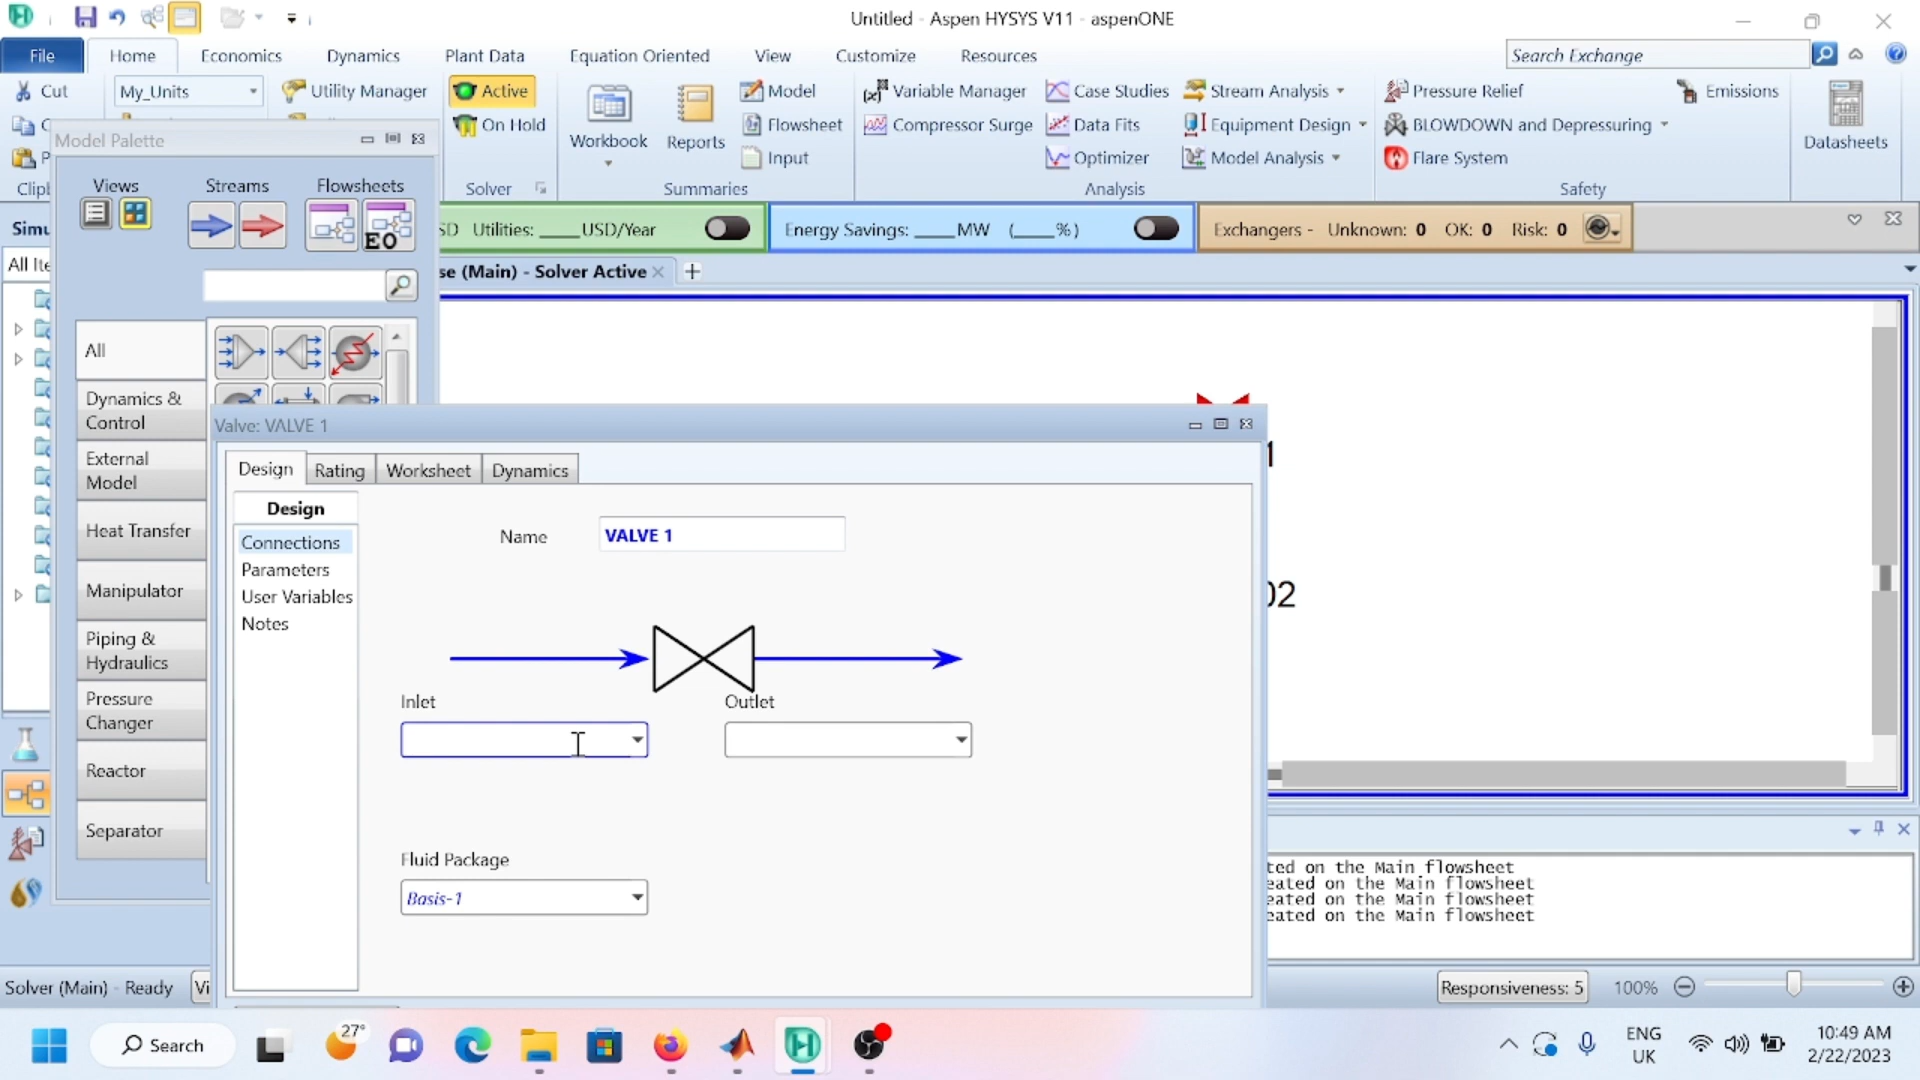 Untitled - Aspen HYSYS V11 - aspenONE
File
Home
Economics
Dynamics
Plant Data
Equation Oriented
View
Customize
Resources
Search Exchange
Cut
My_Units
Utility Manager
Active
On Hold
Solver
Workbook
Reports
Model
Flowsheet
Input
Summaries
Variable Manager
Compressor Surge
Case Studies
Data Fits
Optimizer
Stream Analysis
Equipment Design
Model Analysis
Analysis
Pressure Relief
BLOWDOWN and Depressuring
Flare System
Emissions
Safety
Datasheets
Model Palette
Views
Streams
Flowsheets
EO
SD Utilities: ____USD/Year
Energy Savings: ____MW (____%)
Exchangers - Unknown: 0 OK: 0 Risk: 0
se (Main) - Solver Active
All
Dynamics & Control
External Model
Heat Transfer
Manipulator
Piping & Hydraulics
Pressure Changer
Reactor
Separator
Valve: VALVE 1
Design
Rating
Worksheet
Dynamics
Design
Connections
Parameters
User Variables
Notes
Name
VALVE 1
Inlet
Outlet
Fluid Package
Basis-1
1
02
ted on the Main flowsheet
eated on the Main flowsheet
eated on the Main flowsheet
eated on the Main flowsheet
Solver (Main) - Ready
Responsiveness: 5
100%
Search
27°
ENG
UK
10:49 AM
2/22/2023